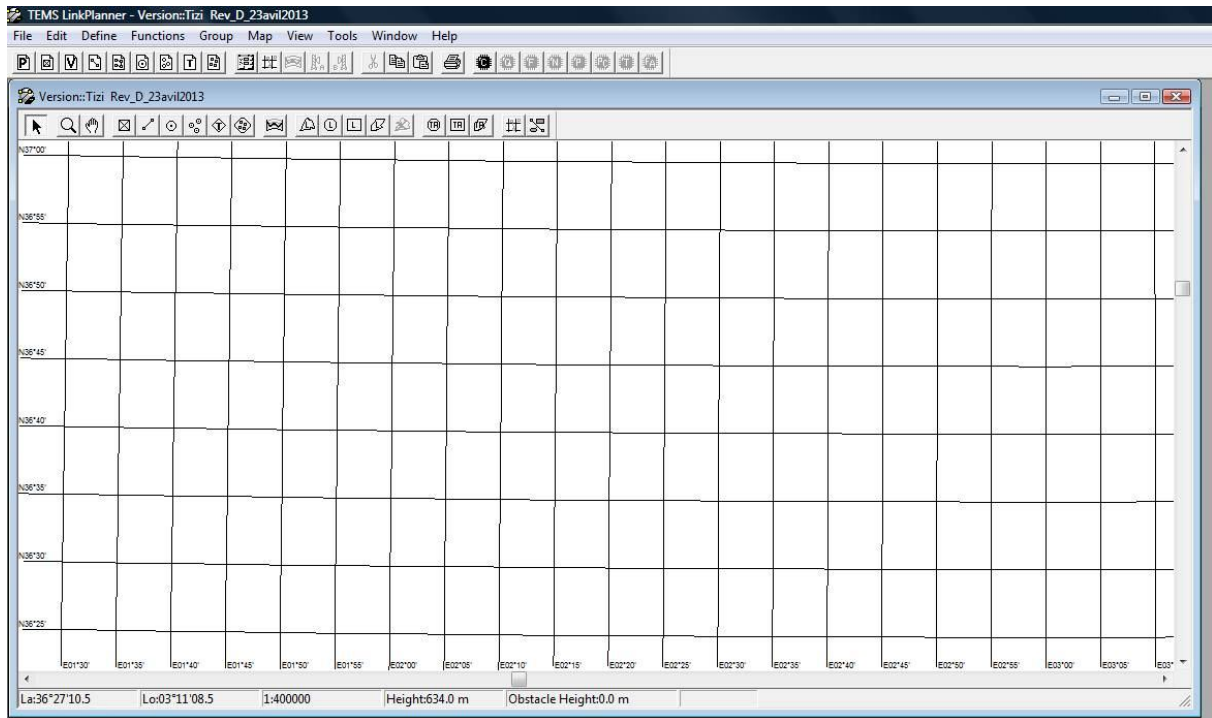 TEMS LinkPlanner - Version::Tizi Rev_D_23avil2013
File Edit Define Functions Group Map View Tools Window Help
Version::Tizi Rev_D_23avil2013
N37°00'
N36°55'
N36°50'
N36°45'
N36°40'
N36°35'
N36°30'
N36°25'
E01°30' E01°35' E01°40' E01°45' E01°50' E01°55' E02°00' E02°05' E02°10' E02°15' E02°20' E02°25' E02°30' E02°35' E02°40' E02°45' E02°50' E02°55' E03°00' E03°05' E03°
La:36°27'10.5 Lo:03°11'08.5 1:400000 Height:634.0 m Obstacle Height:0.0 m